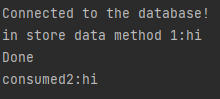 Connected to the database!
in store data method 1:hi
Done
consumed2:hi